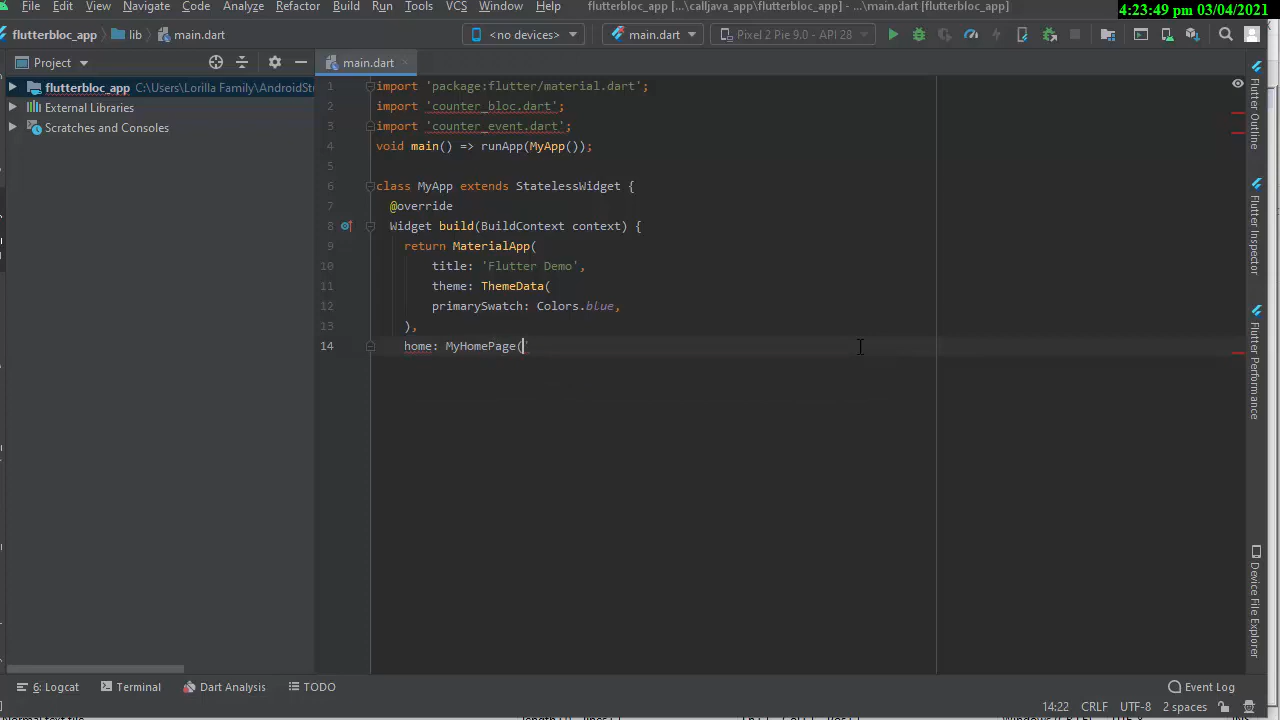 4:23:49 PM 03/04/2021
File Edit View Navigate Code Analyze Refactor Build Run Tools VCS Window Help flutterbloc_app [...\calljava_app\flutterbloc_app] - ...\main.dart [flutterbloc_app]
flutterbloc_app lib main.dart <no devices> main.dart Pixel 2 Pie 9.0 - API 28
Project main.dart
flutterbloc_app C:\Users\Lorilla Family\AndroidSt
External Libraries
Scratches and Consoles
1 import 'package:flutter/material.dart';
2 import 'counter_bloc.dart';
3 import 'counter_event.dart';
4 void main() => runApp(MyApp());
5
6 class MyApp extends StatelessWidget {
7 @override
8 Widget build(BuildContext context) {
9 return MaterialApp(
10 title: 'Flutter Demo',
11 theme: ThemeData(
12 primarySwatch: Colors.blue,
13 ),
14 home: MyHomePage(
Flutter Outline
Flutter Inspector
Flutter Performance
Device File Explorer
6: Logcat Terminal Dart Analysis TODO Event Log
14:22 CRLF UTF-8 2 spaces